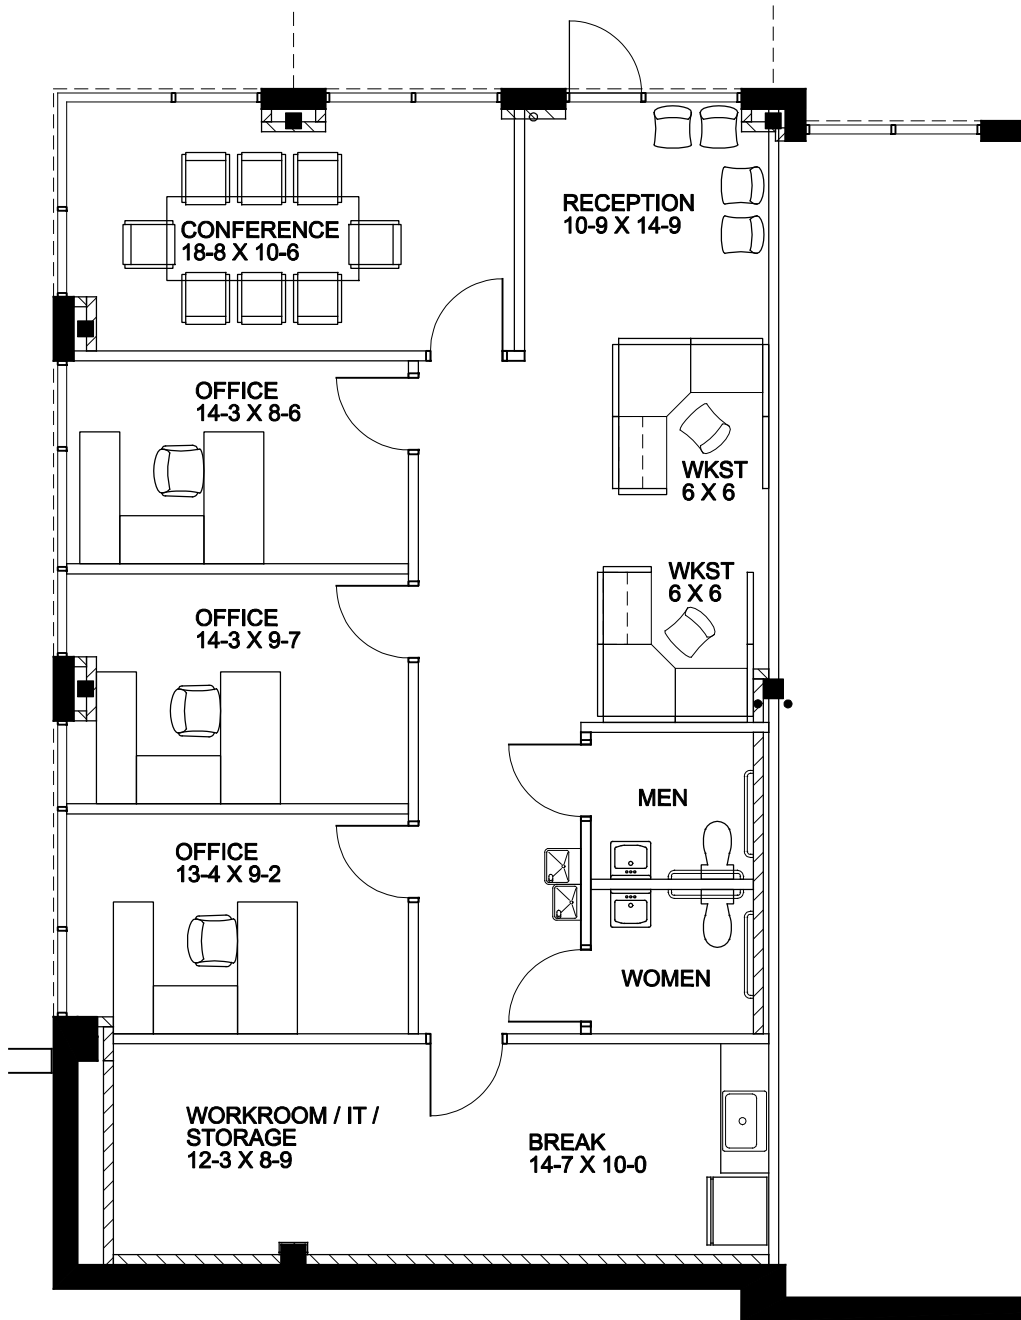 RECEPTION
10-9 X 14-9
CONFERENCE
18-8 X 10-6
OFFICE
14-3 X 8-6
WKST
6 X 6
WKST
6 X 6
OFFICE
14-3 X 9-7
MEN
OFFICE
13-4 X 9-2
WOMEN
WORKROOM / IT /
STORAGE
12-3 X 8-9
BREAK
14-7 X 10-0